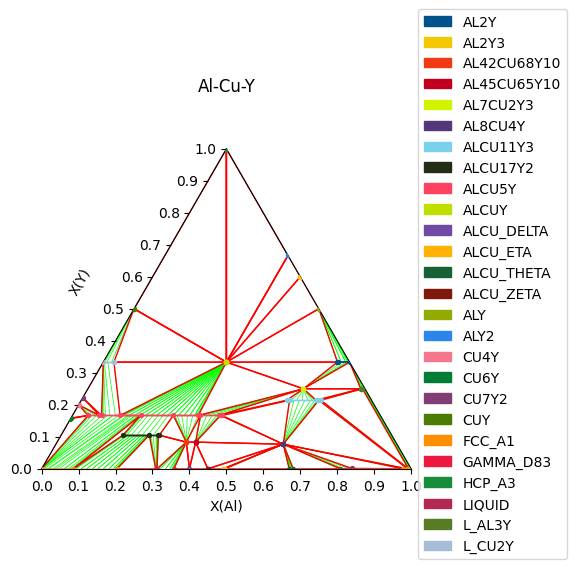 Al-Cu-Y
1.0
0.9
0.8
0.7
0.6
0.5
0.4
0.3
0.2
0.1
0.0
X(Y)
0.0 0.1 0.2 0.3 0.4 0.5 0.6 0.7 0.8 0.9 1.0
X(Al)
AL2Y
AL2Y3
AL42CU68Y10
AL45CU65Y10
AL7CU2Y3
AL8CU4Y
ALCU11Y3
ALCU17Y2
ALCU5Y
ALCUY
ALCU_DELTA
ALCU_ETA
ALCU_THETA
ALCU_ZETA
ALY
ALY2
CU4Y
CU6Y
CU7Y2
CUY
FCC_A1
GAMMA_D83
HCP_A3
LIQUID
L_AL3Y
L_CU2Y